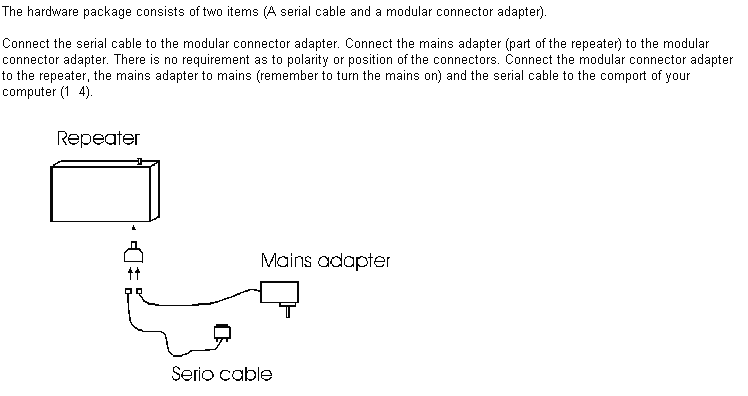 The hardware package consists of two items (A serial cable and a modular connector adapter).
Connect the serial cable to the modular connector adapter. Connect the mains adapter (part of the repeater) to the modular
connector adapter. There is no requirement as to polarity or position of the connectors. Connect the modular connector adapter
to the repeater, the mains adapter to mains (remember to turn the mains on) and the serial cable to the comport of your
computer (1 4).
Repeater
Mains adapter
Serio cable